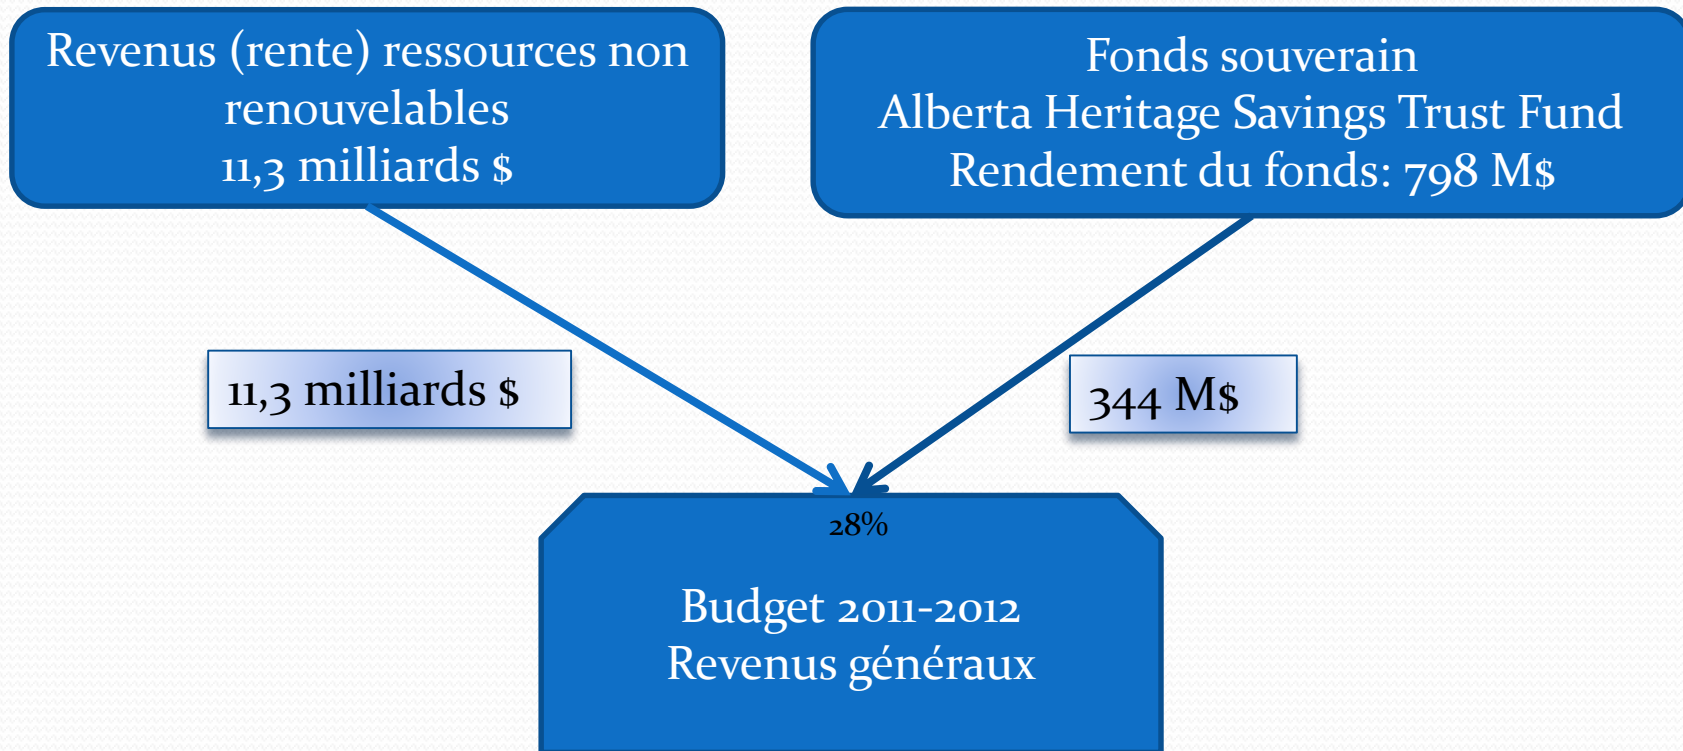 Revenus (rente) ressources non
renouvelables
11,3 milliards $
Fonds souverain
Alberta Heritage Savings Trust Fund
Rendement du fonds: 798 M$
11,3 milliards $
344 M$
28%
Budget 2011-2012
Revenus généraux